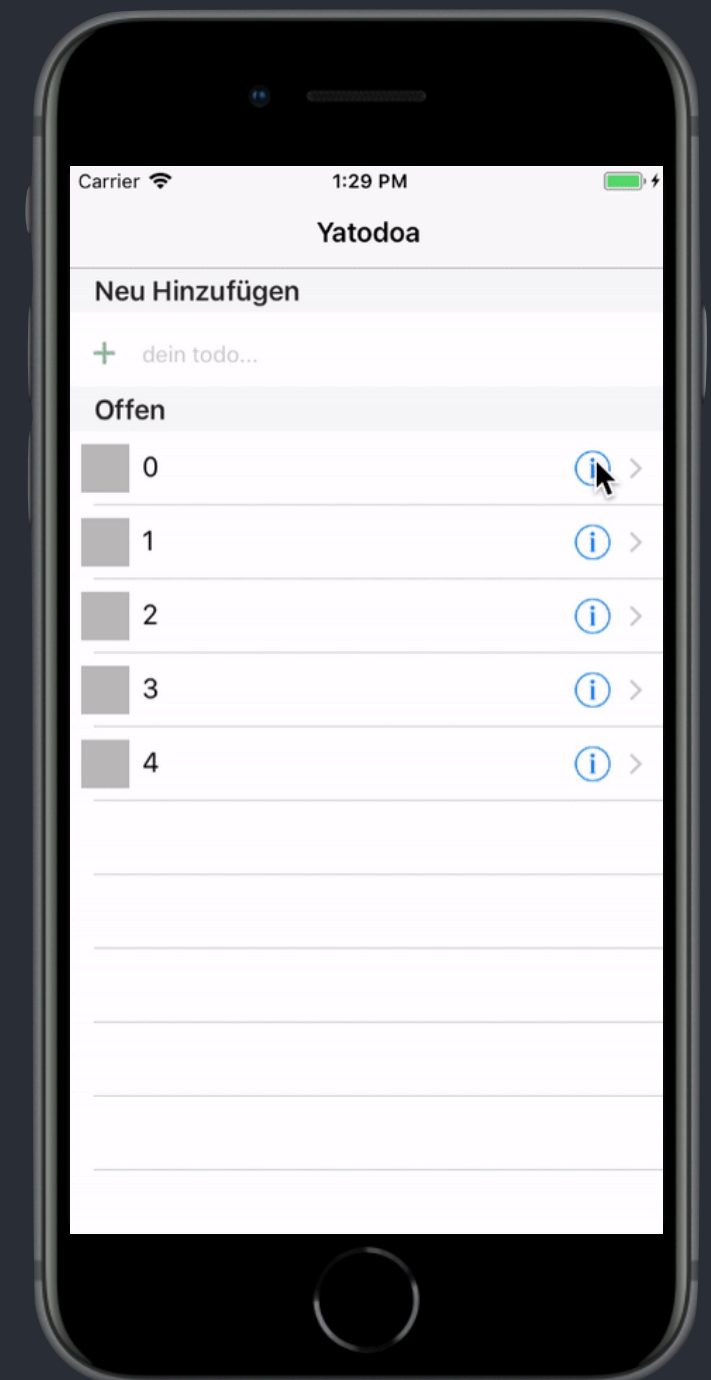 Carrier 1:29 PM
Yatodoa
Neu Hinzufügen
+ dein todo...
Offen
0
1
2
3
4